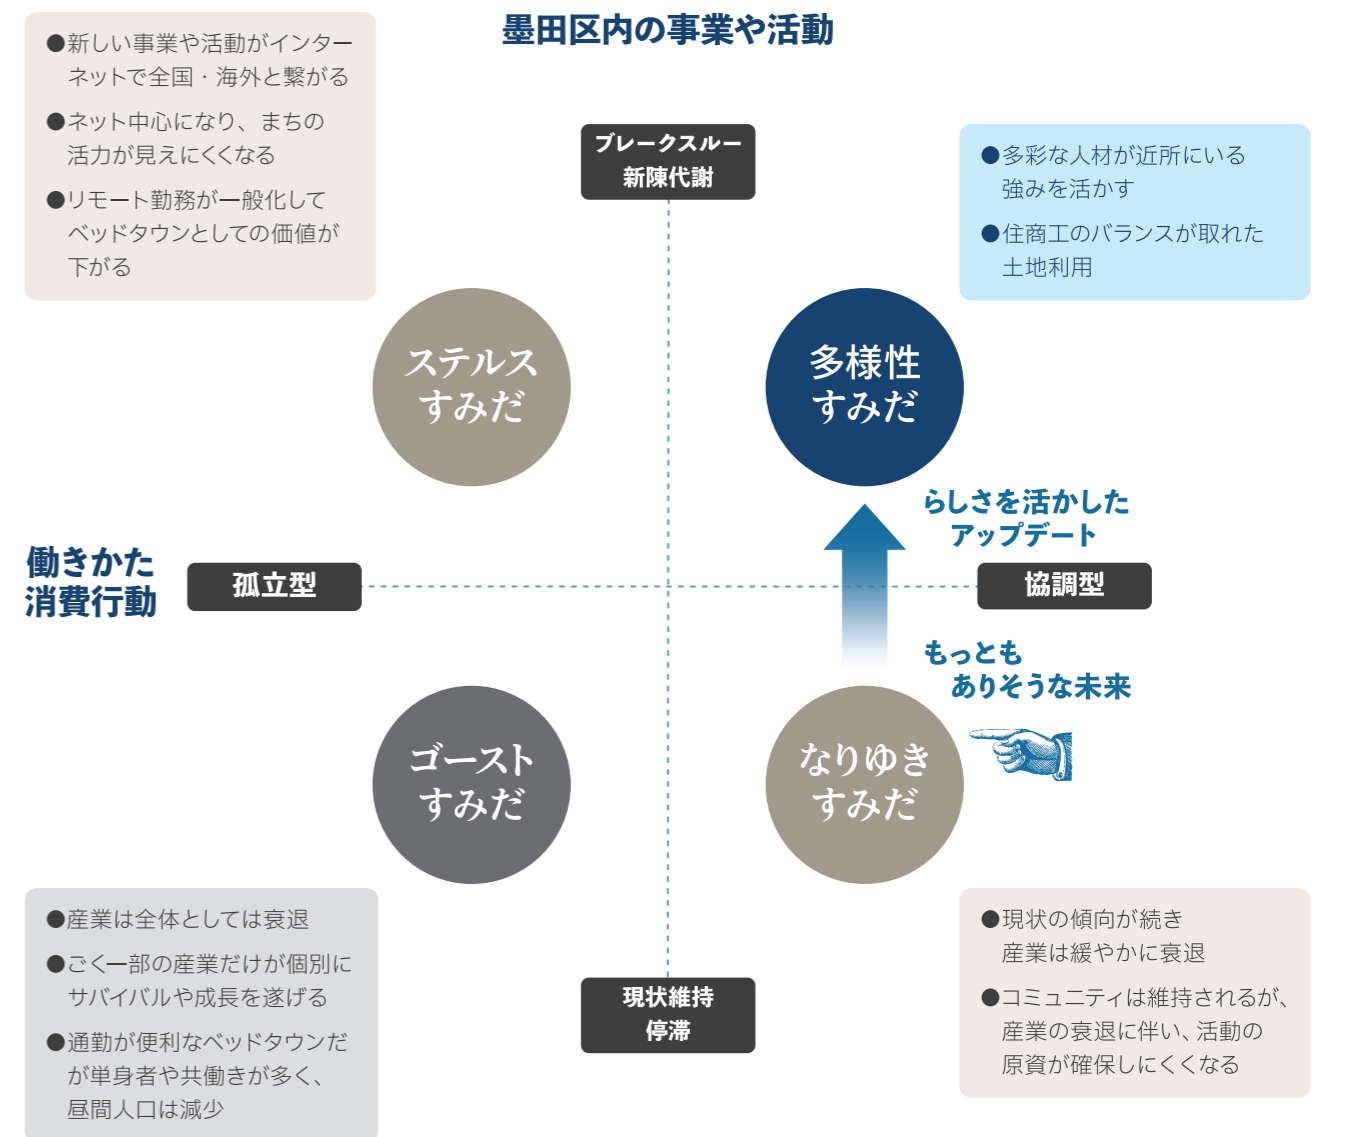 墨田区内の事業や活動
●新しい事業や活動がインター
ネットで全国・海外と繋がる
●ネット中心になり、まちの
活力が見えにくくなる
●リモート勤務が一般化して
ベッドタウンとしての価値が
下がる
ブレークスルー
新陳代謝
●多彩な人材が近所にいる
強みを活かす
●住商工のバランスが取れた
土地利用
ステルス
すみだ
多様性
すみだ
らしさを活かした
アップデート
働きかた
消費行動
孤立型
協調型
もっとも
ありそうな未来
ゴースト
すみだ
なりゆき
すみだ
●産業は全体としては衰退
●ごく一部の産業だけが個別に
サバイバルや成長を遂げる
●通勤が便利なベッドタウンだ
が単身者や共働きが多く、
昼間人口は減少
現状維持
停滞
●現状の傾向が続き
産業は緩やかに衰退
●コミュニティは維持されるが、
産業の衰退に伴い、活動の
原資が確保しにくくなる